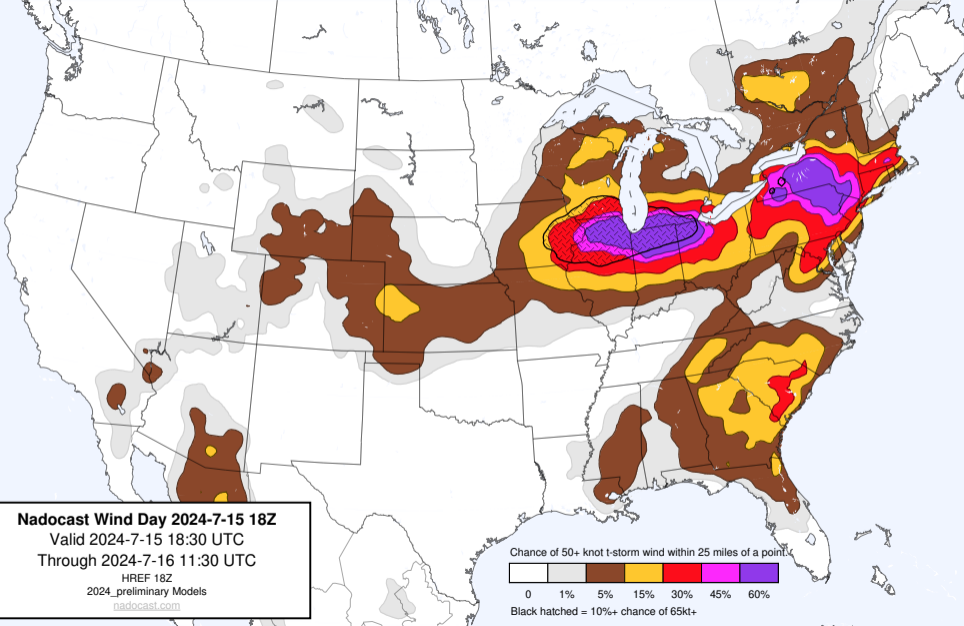 Nadocast Wind Day 2024-7-15 18Z
Valid 2024-7-15 18:30 UTC
Through 2024-7-16 11:30 UTC
HREF 18Z
2024_preliminary Models
nadocast.com
Chance of 50+ knot t-storm wind within 25 miles of a point.
0 1% 5% 15% 30% 45% 60%
Black hatched = 10%+ chance of 65kt+